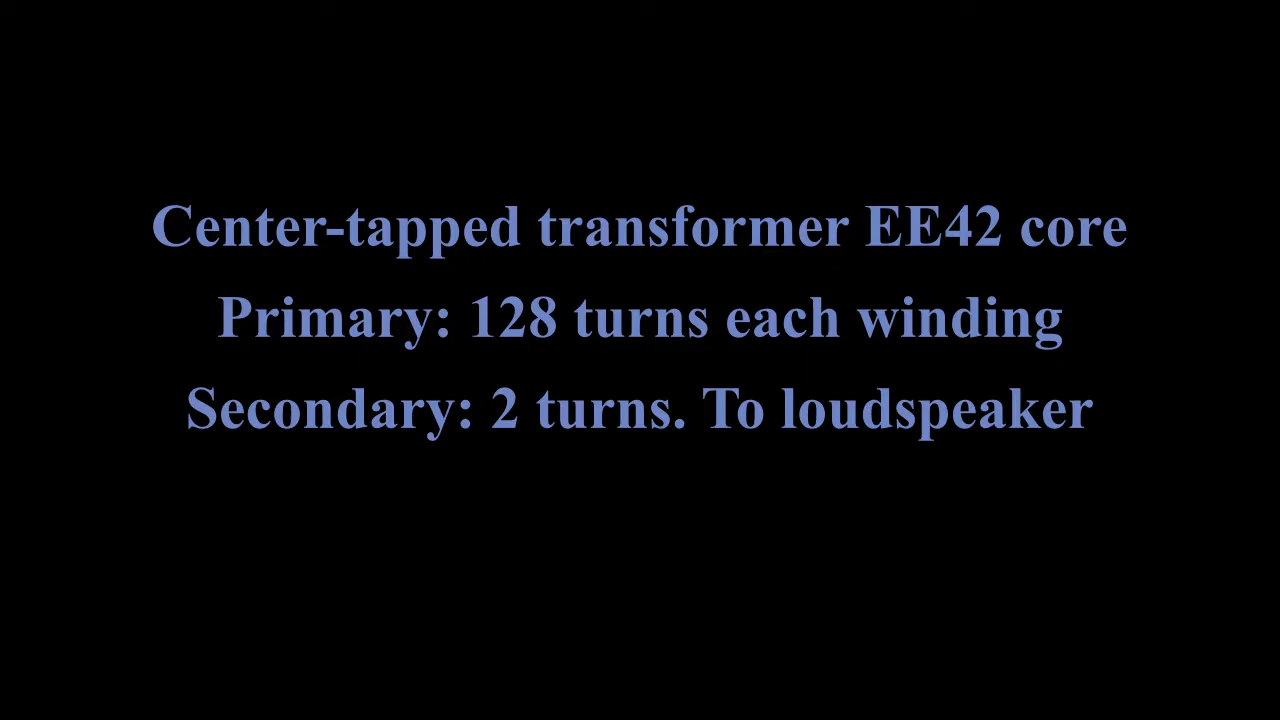 Center-tapped transformer EE42 core
Primary: 128 turns each winding
Secondary: 2 turns. To loudspeaker